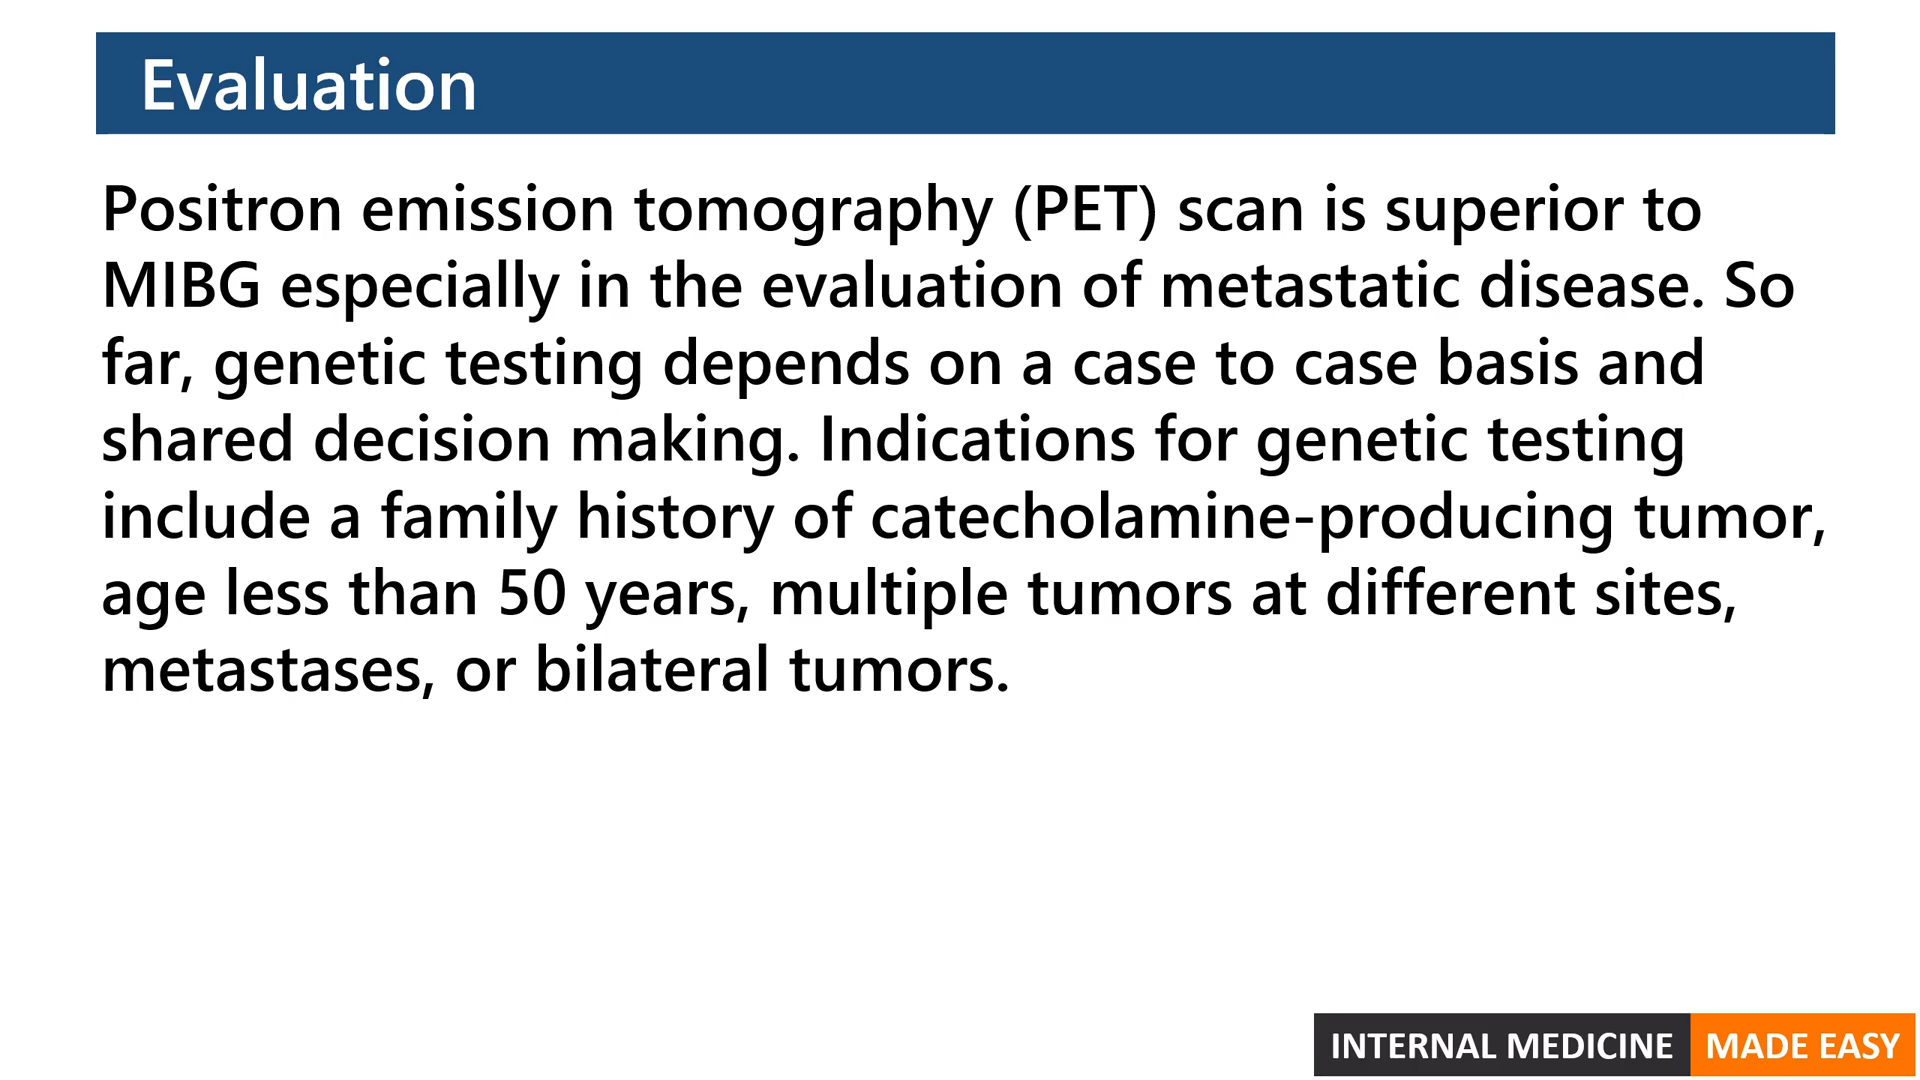 Evaluation
Positron emission tomography (PET) scan is superior to
MIBG especially in the evaluation of metastatic disease. So
far, genetic testing depends on a case to case basis and
shared decision making. Indications for genetic testing
include a family history of catecholamine-producing tumor,
age less than 50 years, multiple tumors at different sites,
metastases, or bilateral tumors.
INTERNAL MEDICINE MADE EASY